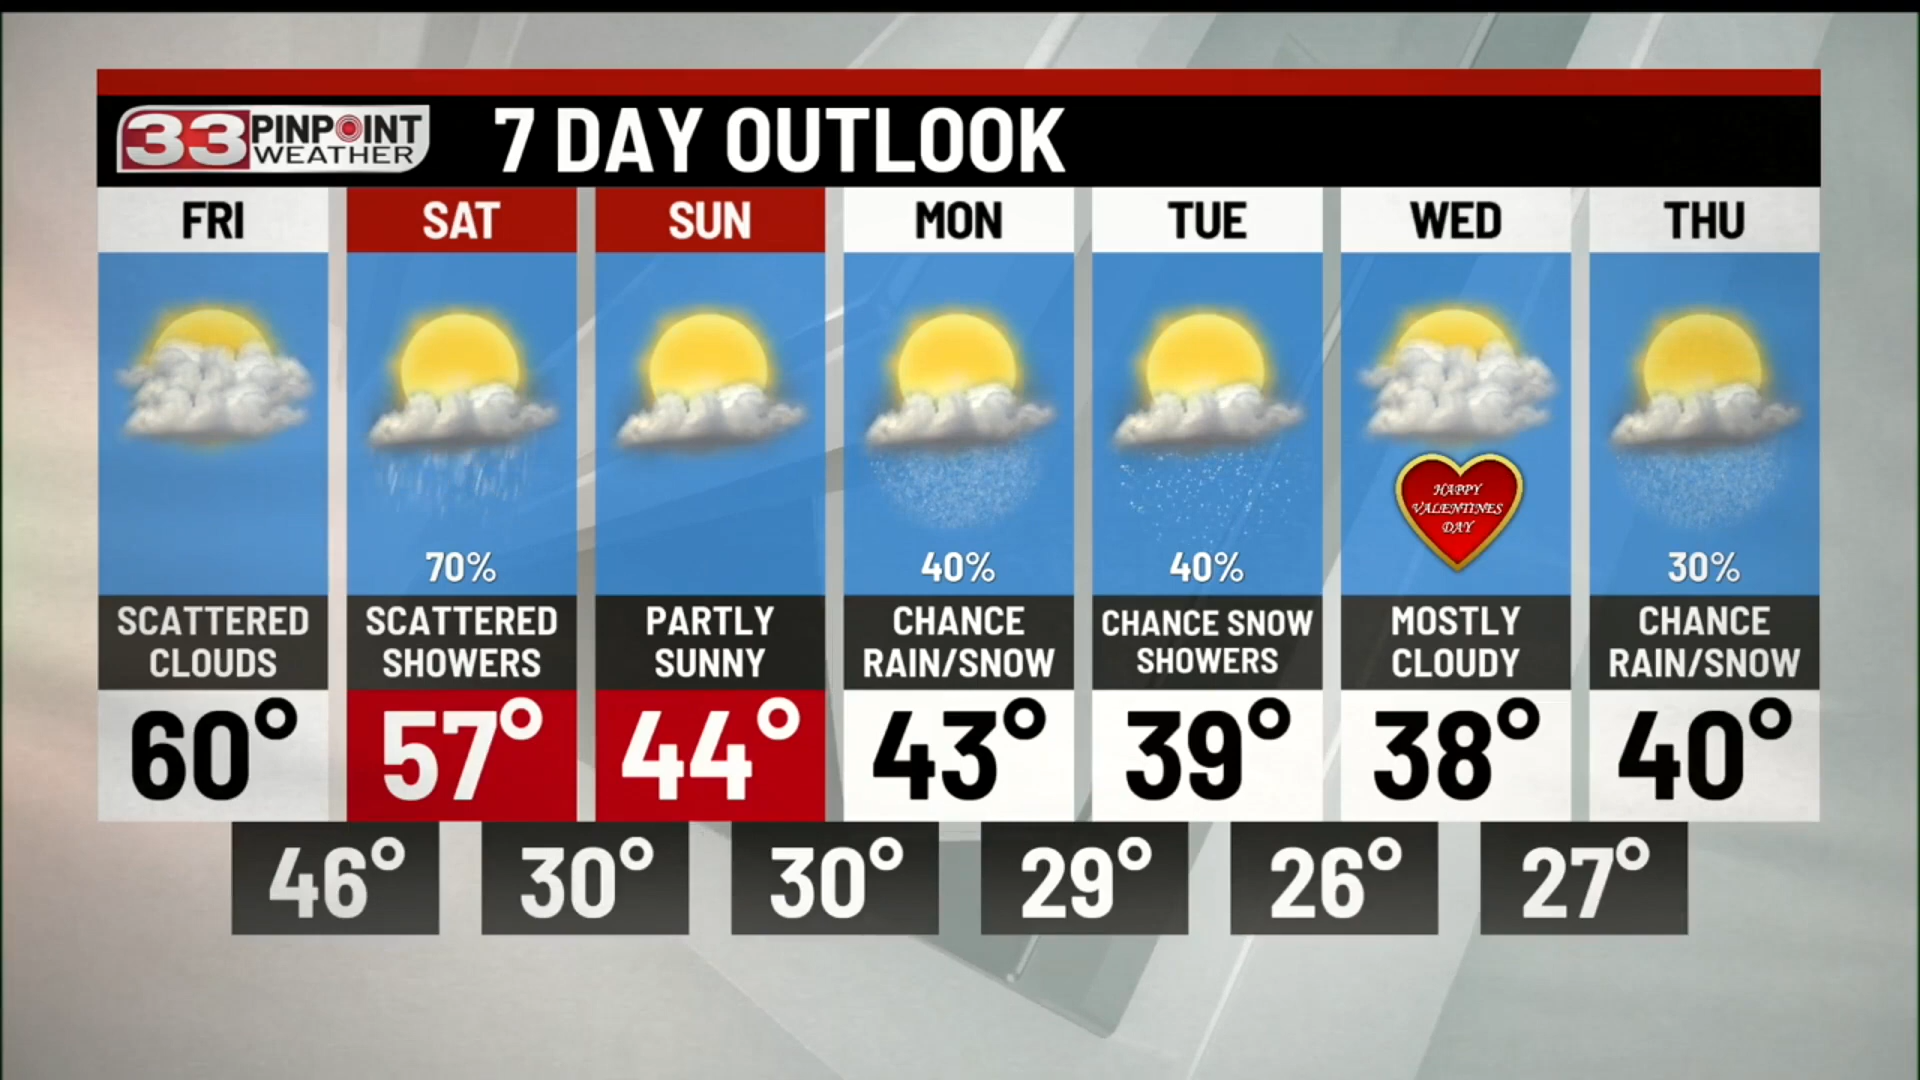 33 PINPOINT WEATHER
7 DAY OUTLOOK
FRI
SCATTERED
CLOUDS
60°
SAT
70%
SCATTERED
SHOWERS
57°
SUN
PARTLY
SUNNY
44°
MON
40%
CHANCE
RAIN/SNOW
43°
TUE
40%
CHANCE SNOW
SHOWERS
39°
WED
HAPPY
VALENTINES
DAY
MOSTLY
CLOUDY
38°
THU
30%
CHANCE
RAIN/SNOW
40°
46°
30°
30°
29°
26°
27°